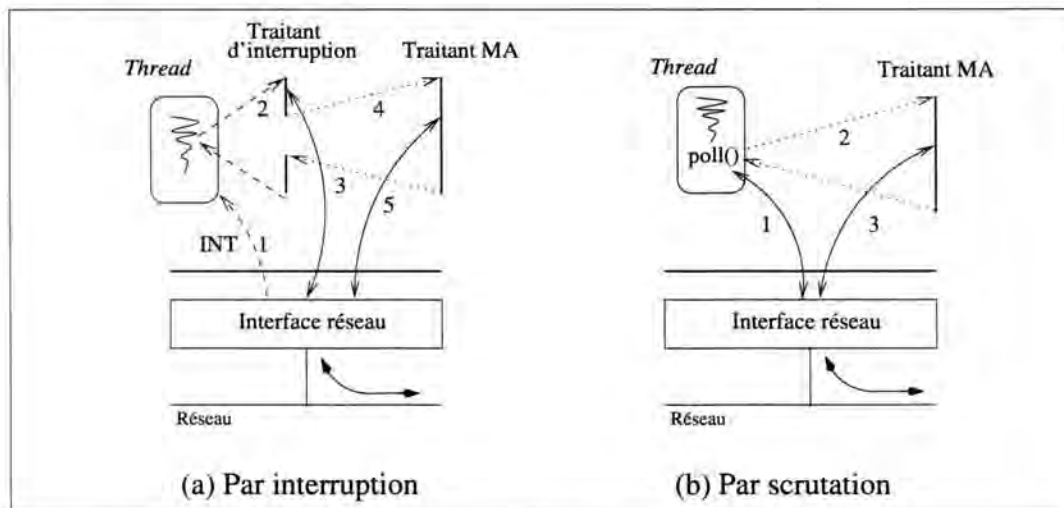 Traitant
d'interruption
Thread
Traitant MA
2
4
3
5
INT 1
Interface réseau
Réseau
(a) Par interruption
Thread
Traitant MA
poll()
2
1
3
Interface réseau
Réseau
(b) Par scrutation